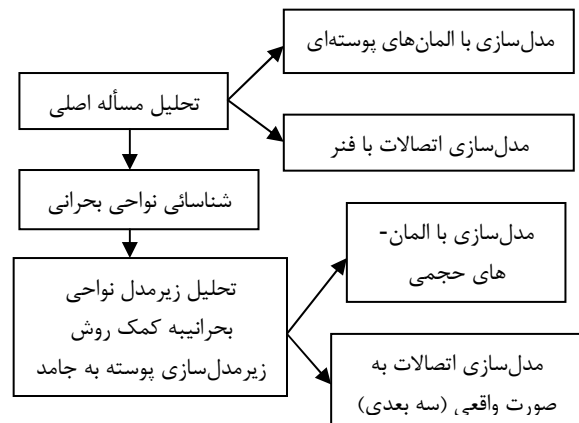 مدل‌سازی با المان‌های پوسته‌ای
تحلیل مسأله اصلی
مدل‌سازی اتصالات با فنر
شناسائی نواحی بحرانی
مدل‌سازی با المان-
های حجمی
تحلیل زیرمدل نواحی
بحرانیبه کمک روش
زیرمدل‌سازی پوسته به جامد
مدل‌سازی اتصالات به
صورت واقعی (سه بعدی)